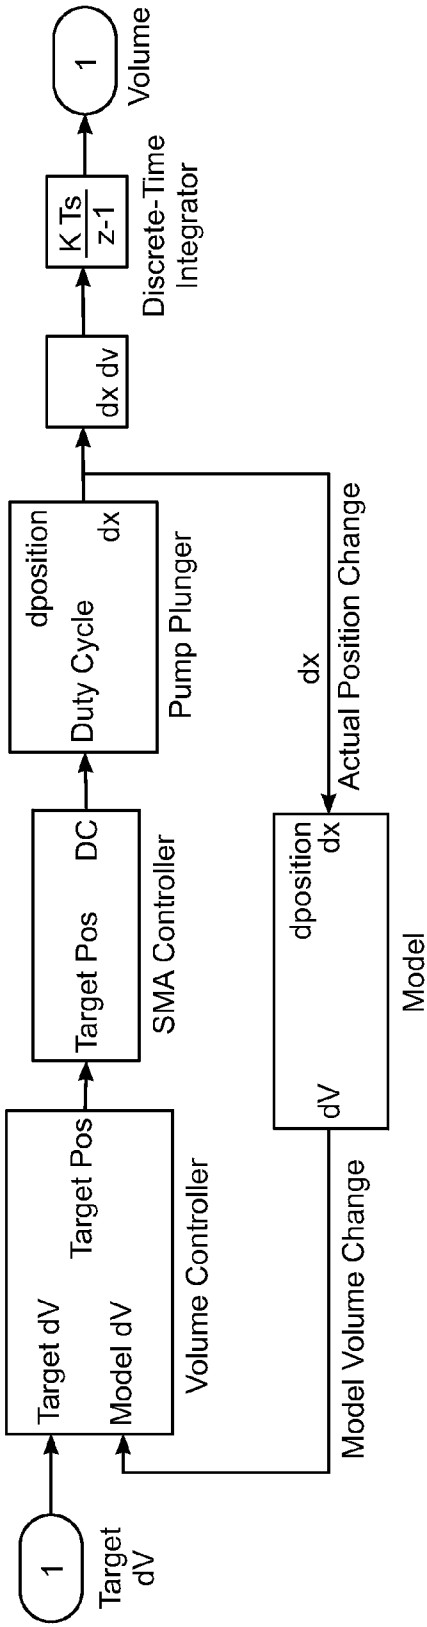 1
Target
dV
Target dV
Model dV
Target Pos
Volume Controller
Target Pos
DC
SMA Controller
dposition
Duty Cycle
dx
Pump Plunger
dx dv
K Ts
z-1
Discrete-Time
Integrator
1
Volume
dx
Actual Position Change
dposition
dx
dV
Model
Model Volume Change